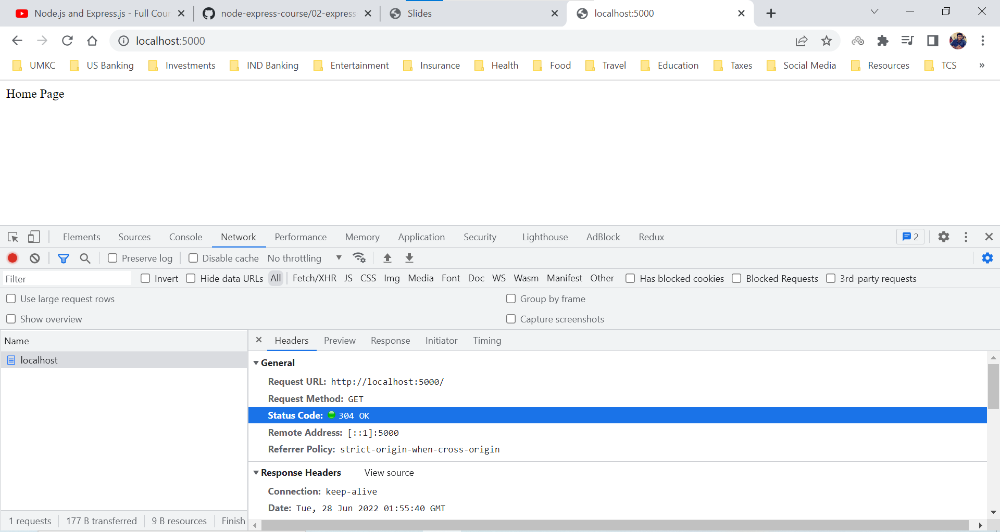 Node.js and Express.js - Full Cour
node-express-course/02-express
Slides
localhost:5000
localhost:5000
UMKC US Banking Investments IND Banking Entertainment Insurance Health Food Travel Education Taxes Social Media Resources TCS »
Home Page
Elements Sources Console Network Performance Memory Application Security Lighthouse AdBlock Redux 2
Preserve log Disable cache No throttling
Filter Invert Hide data URLs All Fetch/XHR JS CSS Img Media Font Doc WS Wasm Manifest Other Has blocked cookies Blocked Requests 3rd-party requests
Use large request rows Group by frame
Show overview Capture screenshots
Name
localhost
Headers Preview Response Initiator Timing
General
Request URL: http://localhost:5000/
Request Method: GET
Status Code: 304 OK
Remote Address: [::1]:5000
Referrer Policy: strict-origin-when-cross-origin
Response Headers View source
Connection: keep-alive
Date: Tue, 28 Jun 2022 01:55:40 GMT
1 requests 177 B transferred 9 B resources Finish